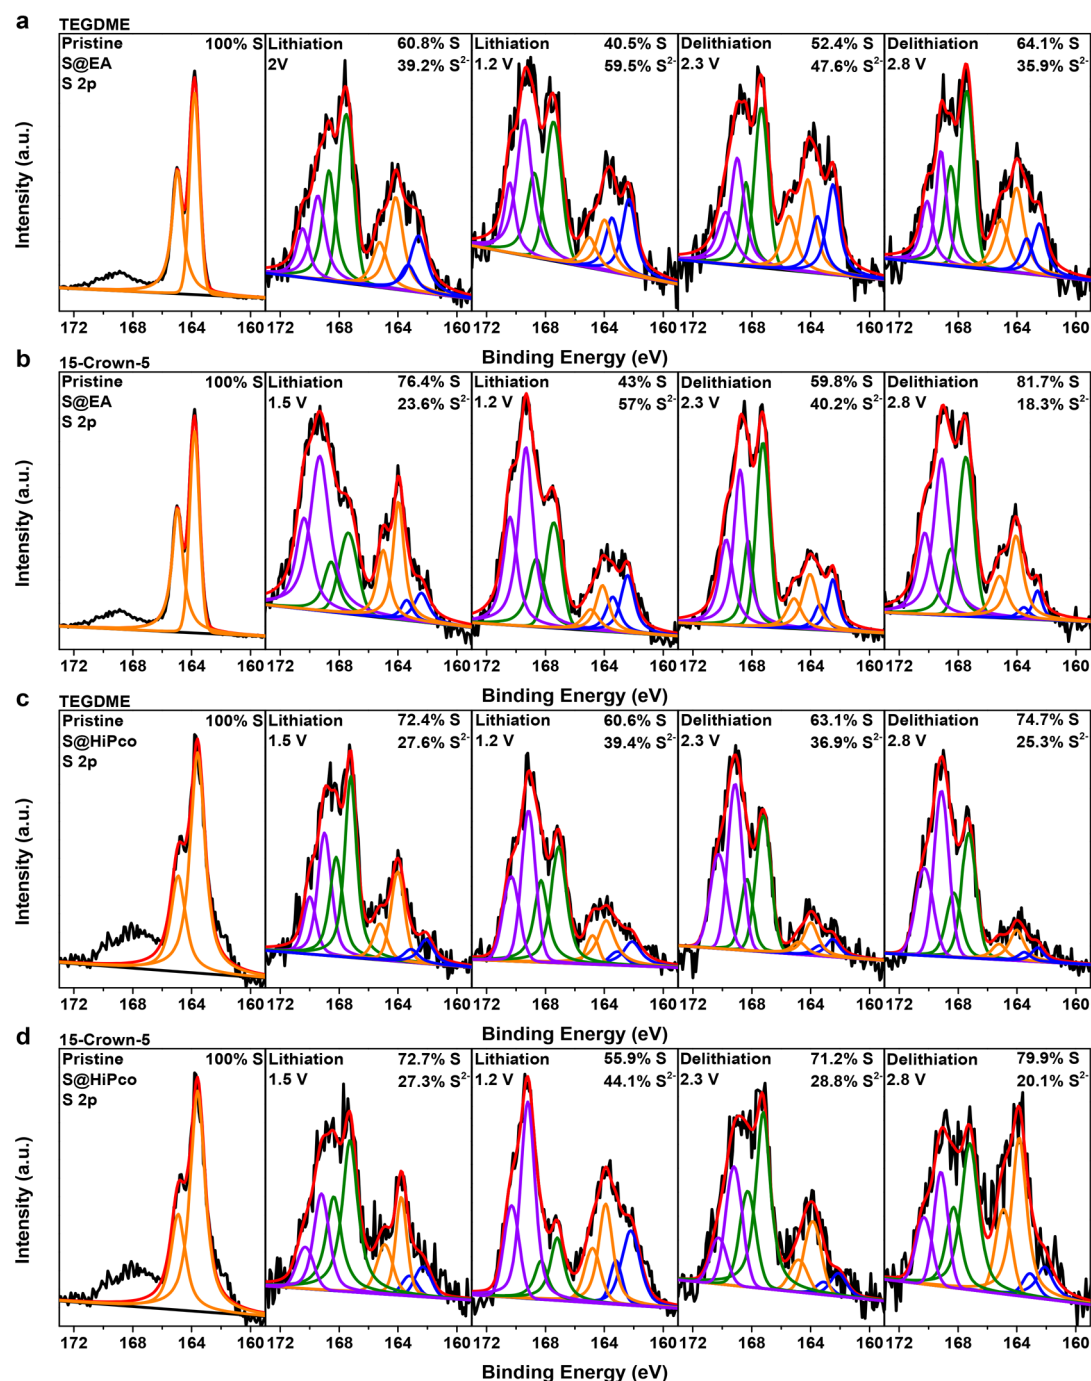 a TEGDME
Pristine 100% S
S@EA
S 2p
Lithiation 60.8% S
2V 39.2% S²⁻
Lithiation 40.5% S
1.2 V 59.5% S²⁻
Delithiation 52.4% S
2.3 V 47.6% S²⁻
Delithiation 64.1% S
2.8 V 35.9% S²⁻
Intensity (a.u.)
172 168 164 160 172 168 164 160 172 168 164 160 172 168 164 160 172 168 164 160
Binding Energy (eV)
b 15-Crown-5
Pristine 100% S
S@EA
S 2p
Lithiation 76.4% S
1.5 V 23.6% S²⁻
Lithiation 43% S
1.2 V 57% S²⁻
Delithiation 59.8% S
2.3 V 40.2% S²⁻
Delithiation 81.7% S
2.8 V 18.3% S²⁻
Intensity (a.u.)
172 168 164 160 172 168 164 160 172 168 164 160 172 168 164 160 172 168 164 160
Binding Energy (eV)
c TEGDME
Pristine 100% S
S@HiPco
S 2p
Lithiation 72.4% S
1.5 V 27.6% S²⁻
Lithiation 60.6% S
1.2 V 39.4% S²⁻
Delithiation 63.1% S
2.3 V 36.9% S²⁻
Delithiation 74.7% S
2.8 V 25.3% S²⁻
Intensity (a.u.)
172 168 164 160 172 168 164 160 172 168 164 160 172 168 164 160 172 168 164 160
Binding Energy (eV)
d 15-Crown-5
Pristine 100% S
S@HiPco
S 2p
Lithiation 72.7% S
1.5 V 27.3% S²⁻
Lithiation 55.9% S
1.2 V 44.1% S²⁻
Delithiation 71.2% S
2.3 V 28.8% S²⁻
Delithiation 79.9% S
2.8 V 20.1% S²⁻
Intensity (a.u.)
172 168 164 160 172 168 164 160 172 168 164 160 172 168 164 160 172 168 164 160
Binding Energy (eV)